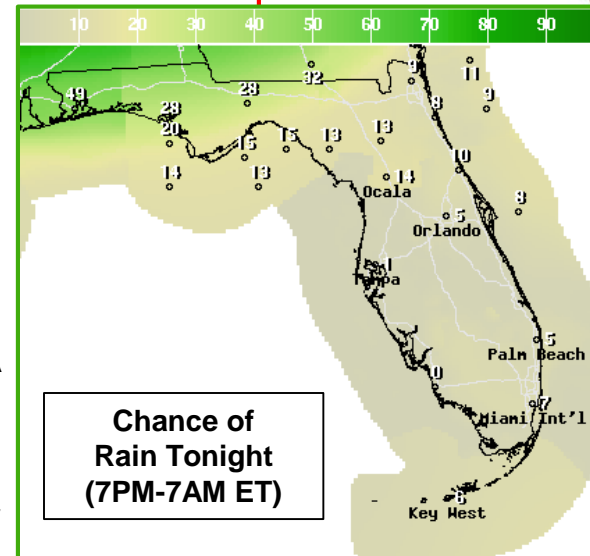 10 20 30 40 50 60 70 80 90
32 9 11
49 28 9
28 8
20 15 15 13 13
14 13 14 10
Ocala
8
5
Orlando
1
Tampa
5
Palm Beach
0
7
Miami Int'l
6
Key West
Chance of
Rain Tonight
(7PM-7AM ET)